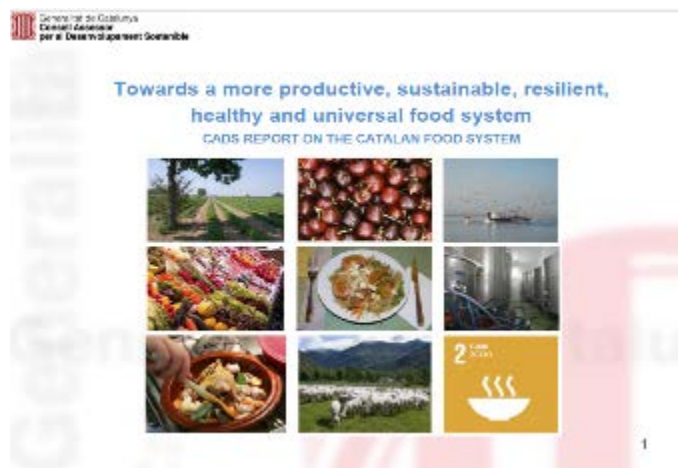 Generalitat de Catalunya
Consell Assessor
per al Desenvolupament Sostenible
Towards a more productive, sustainable, resilient,
healthy and universal food system
CADS REPORT ON THE CATALAN FOOD SYSTEM
2
1